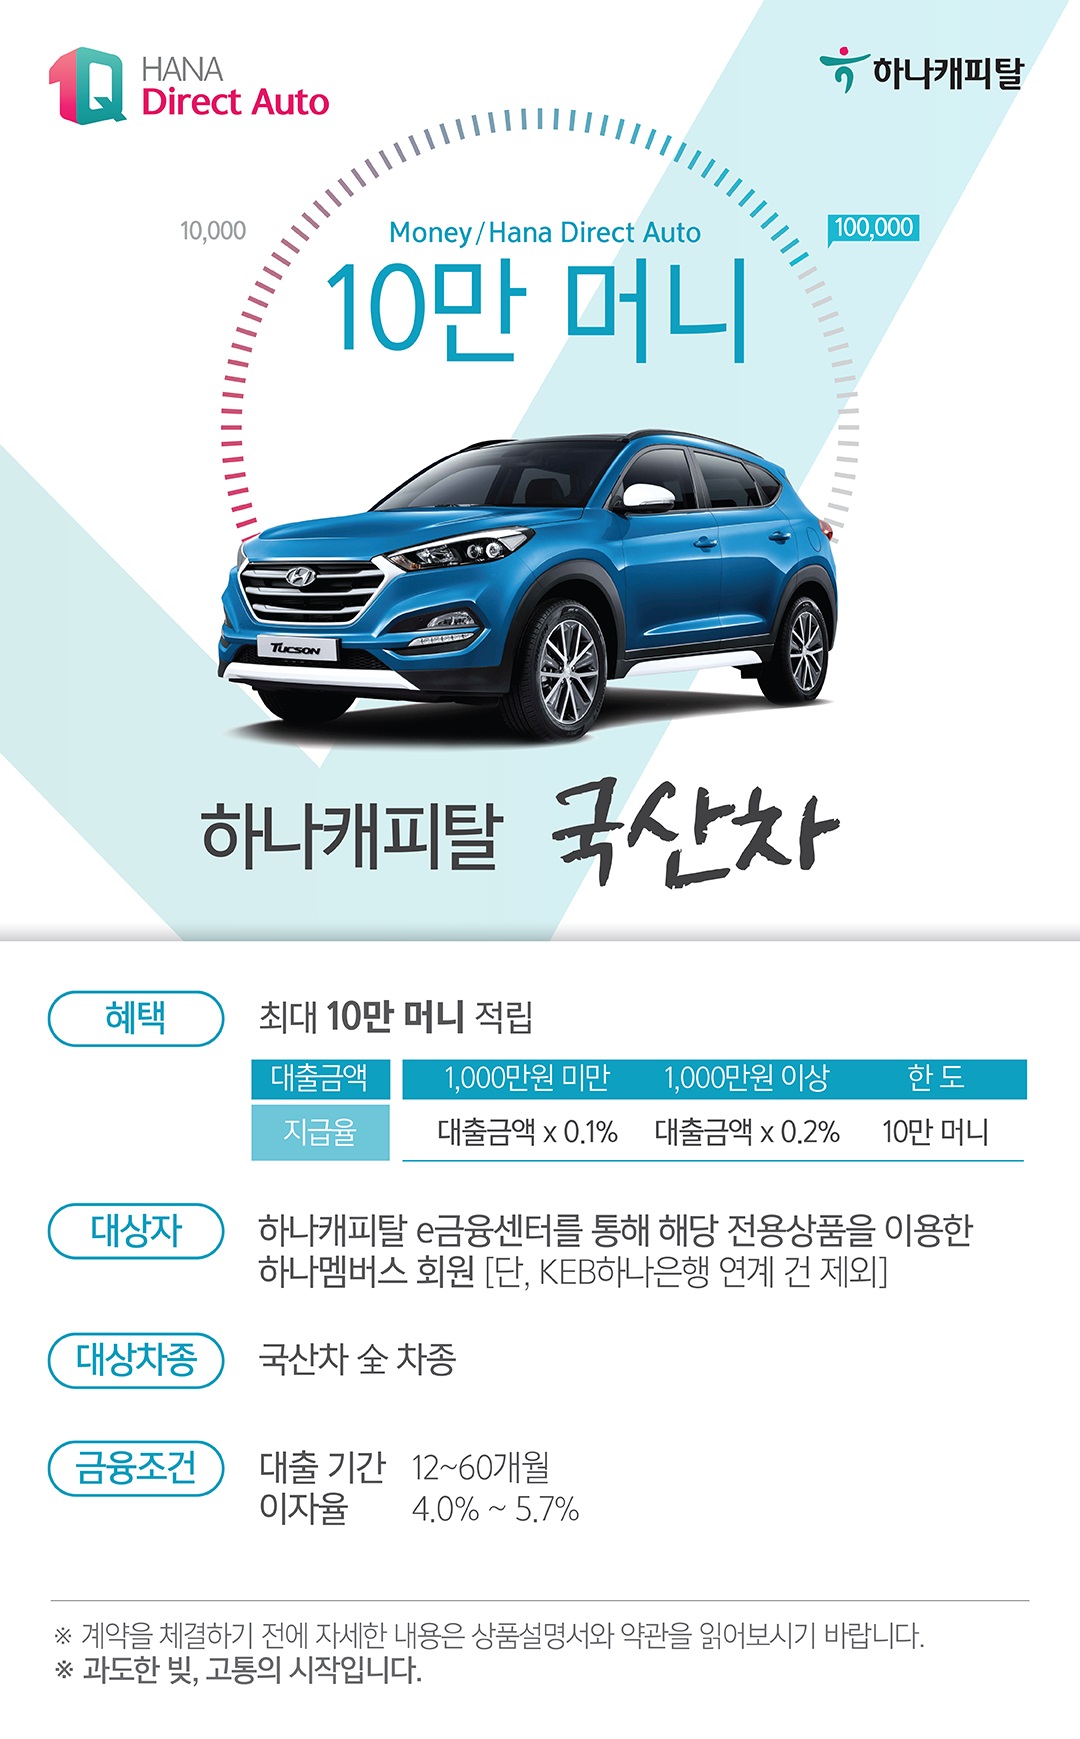 1Q HANA
Direct Auto
하나캐피탈
10,000
Money/Hana Direct Auto
100,000
10만 머니
TUCSON
하나캐피탈 국산차
혜택
최대 10만 머니 적립
대출금액 1,000만원 미만 1,000만원 이상 한 도
지급율 대출금액 x 0.1% 대출금액 x 0.2% 10만 머니
대상자
하나캐피탈 e금융센터를 통해 해당 전용상품을 이용한
하나멤버스 회원 [단, KEB하나은행 연계 건 제외]
대상차종
국산차 全 차종
금융조건
대출 기간 12~60개월
이자율 4.0% ~ 5.7%
※ 계약을 체결하기 전에 자세한 내용은 상품설명서와 약관을 읽어보시기 바랍니다.
※ 과도한 빚, 고통의 시작입니다.